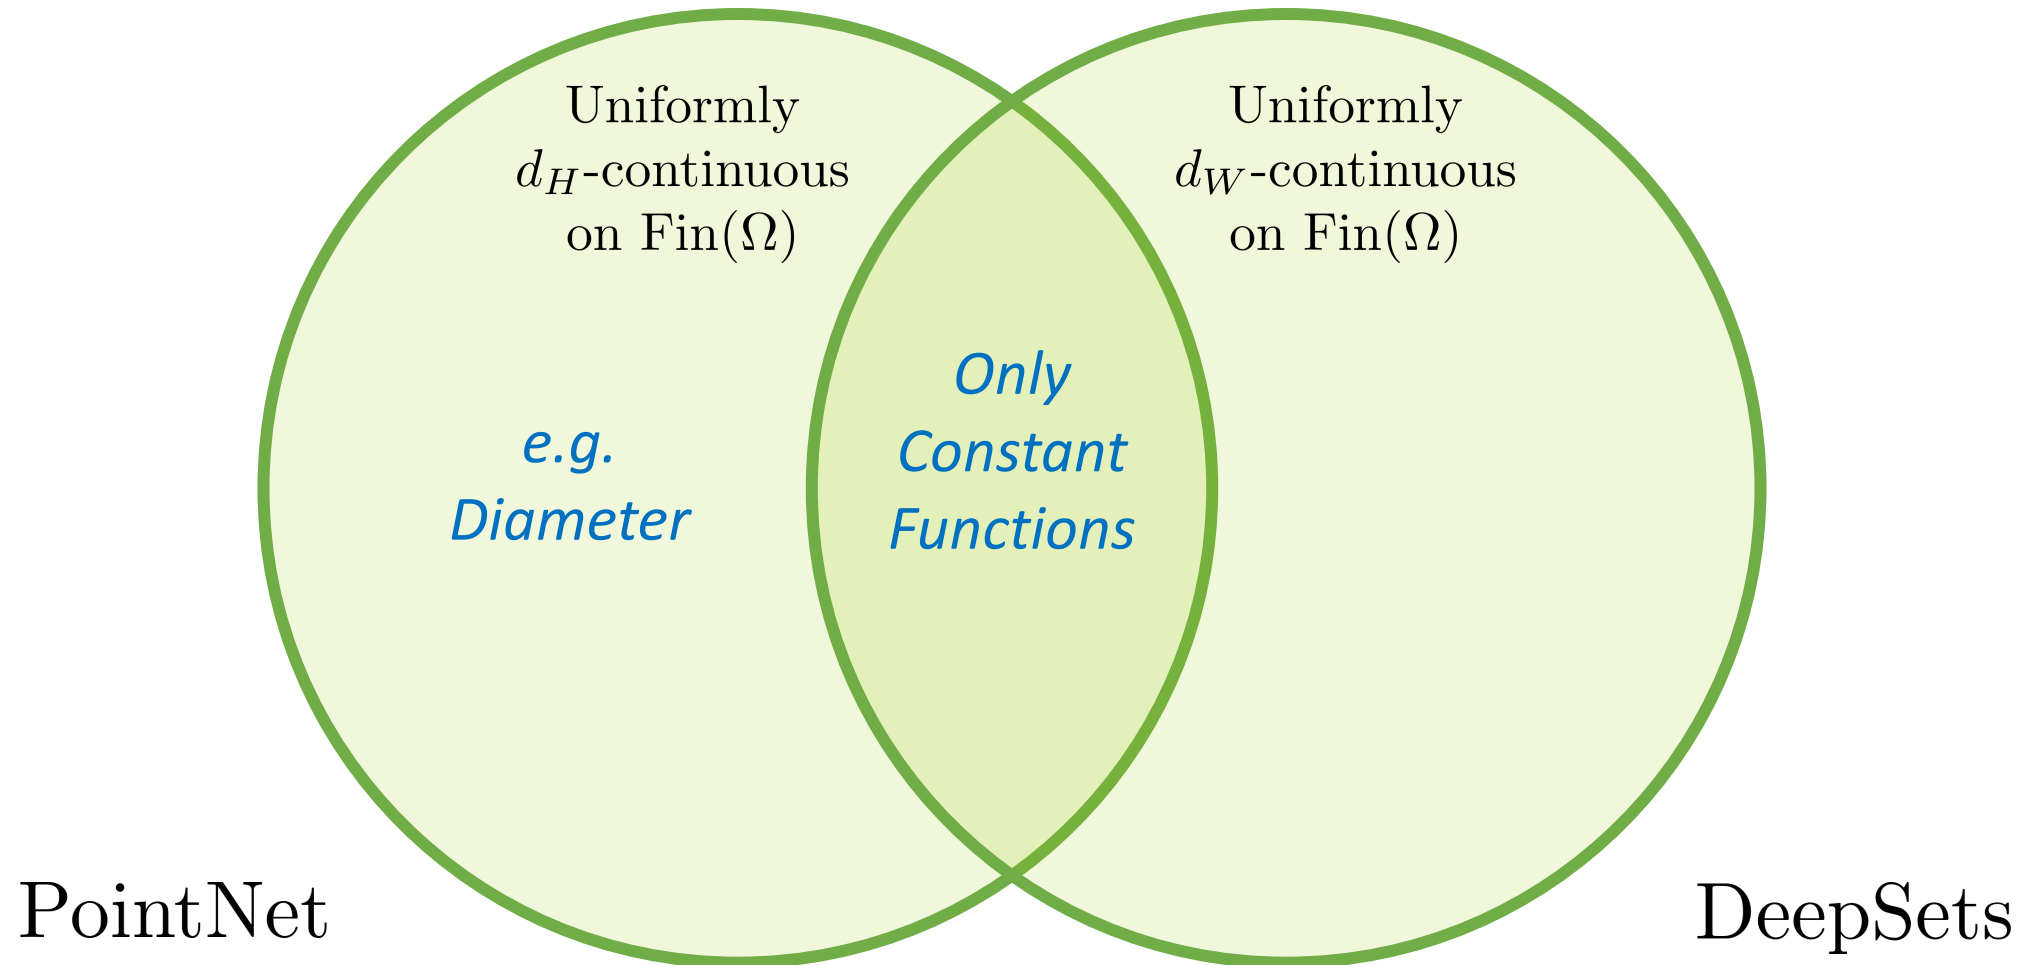 Uniformly
d_H-continuous
on Fin(Ω)
Uniformly
d_W-continuous
on Fin(Ω)
e.g.
Diameter
Only
Constant
Functions
PointNet
DeepSets